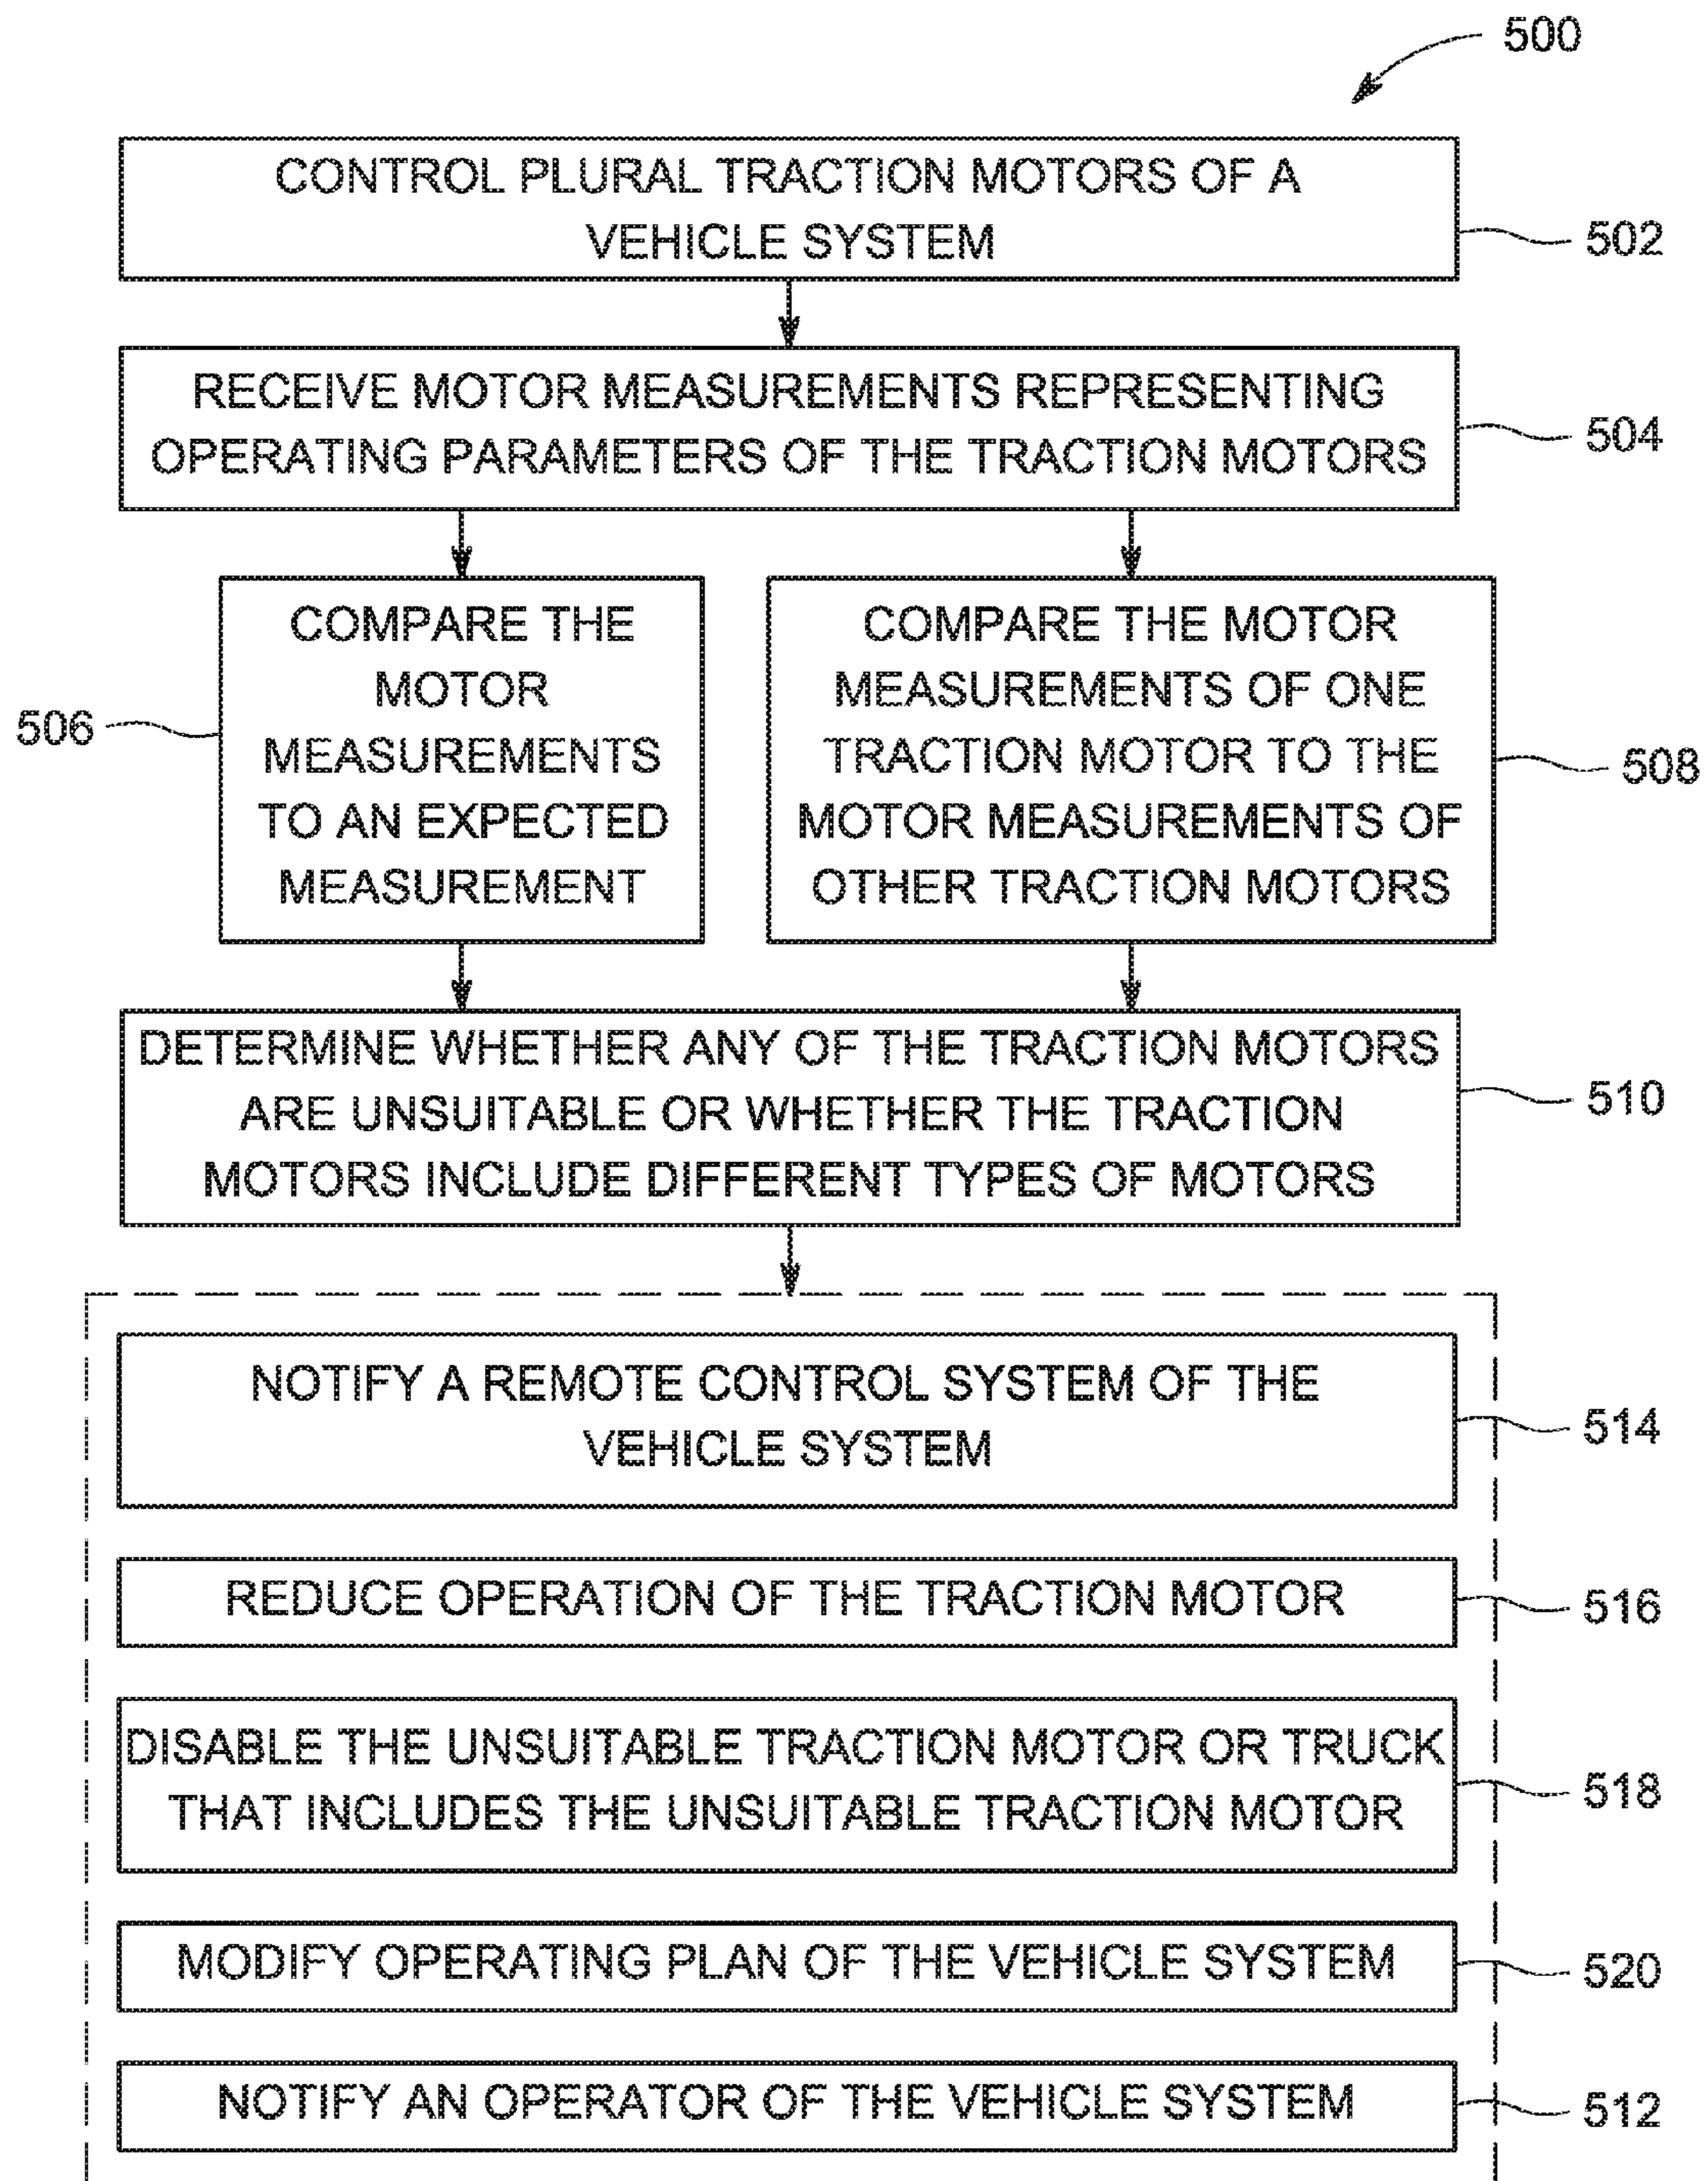 500
CONTROL PLURAL TRACTION MOTORS OF A
VEHICLE SYSTEM
502
RECEIVE MOTOR MEASUREMENTS REPRESENTING
OPERATING PARAMETERS OF THE TRACTION MOTORS
504
COMPARE THE
MOTOR
MEASUREMENTS
TO AN EXPECTED
MEASUREMENT
506
COMPARE THE MOTOR
MEASUREMENTS OF ONE
TRACTION MOTOR TO THE
MOTOR MEASUREMENTS OF
OTHER TRACTION MOTORS
508
DETERMINE WHETHER ANY OF THE TRACTION MOTORS
ARE UNSUITABLE OR WHETHER THE TRACTION
MOTORS INCLUDE DIFFERENT TYPES OF MOTORS
510
NOTIFY A REMOTE CONTROL SYSTEM OF THE
VEHICLE SYSTEM
514
REDUCE OPERATION OF THE TRACTION MOTOR
516
DISABLE THE UNSUITABLE TRACTION MOTOR OR TRUCK
THAT INCLUDES THE UNSUITABLE TRACTION MOTOR
518
MODIFY OPERATING PLAN OF THE VEHICLE SYSTEM
520
NOTIFY AN OPERATOR OF THE VEHICLE SYSTEM
512